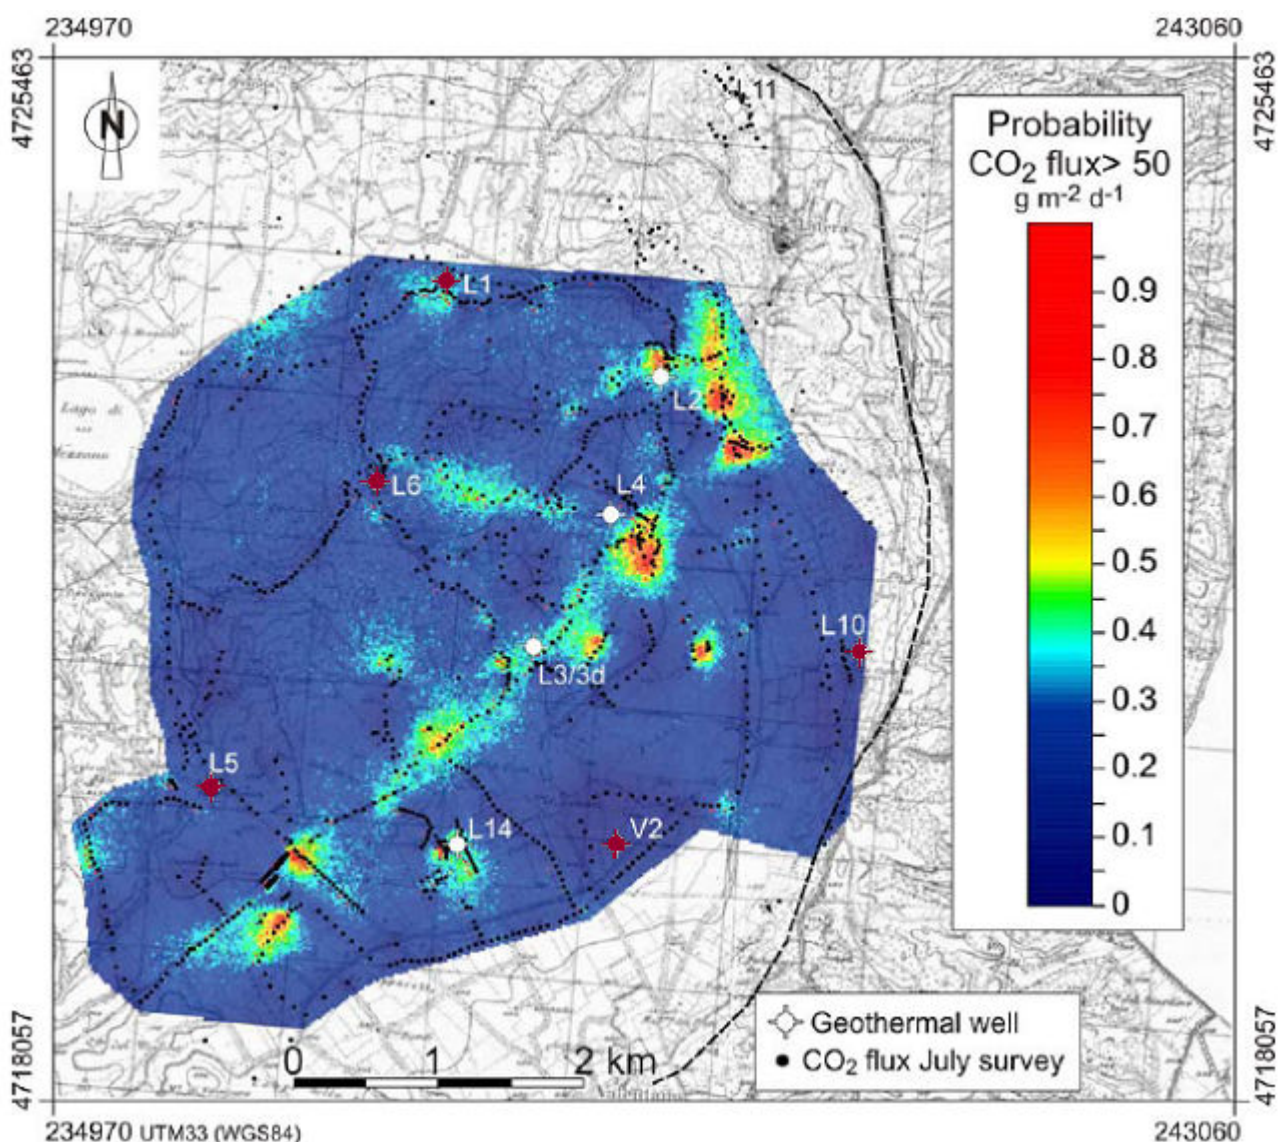 234970 243060
4725463 4725463
N
11
Probability
CO₂ flux> 50
g m⁻² d⁻¹
0.9
0.8
0.7
0.6
0.5
0.4
0.3
0.2
0.1
0
L1
L2
Lago di
L6
L4
L10
L3/3d
L5
L14
V2
Geothermal well
CO₂ flux July survey
0 1 2 km
4718057 4718057
234970 UTM33 (WGS84) 243060